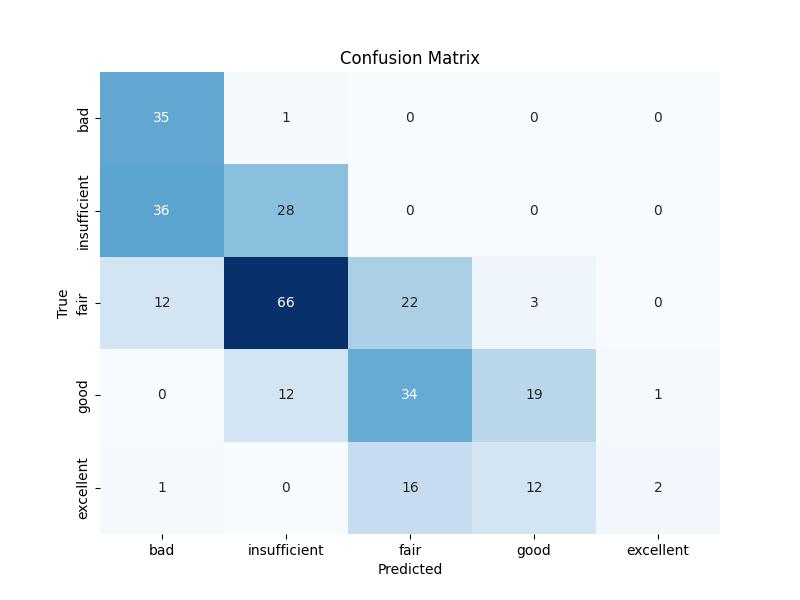 Confusion Matrix
True
bad 35 1 0 0 0
insufficient 36 28 0 0 0
fair 12 66 22 3 0
good 0 12 34 19 1
excellent 1 0 16 12 2
bad insufficient fair good excellent
Predicted